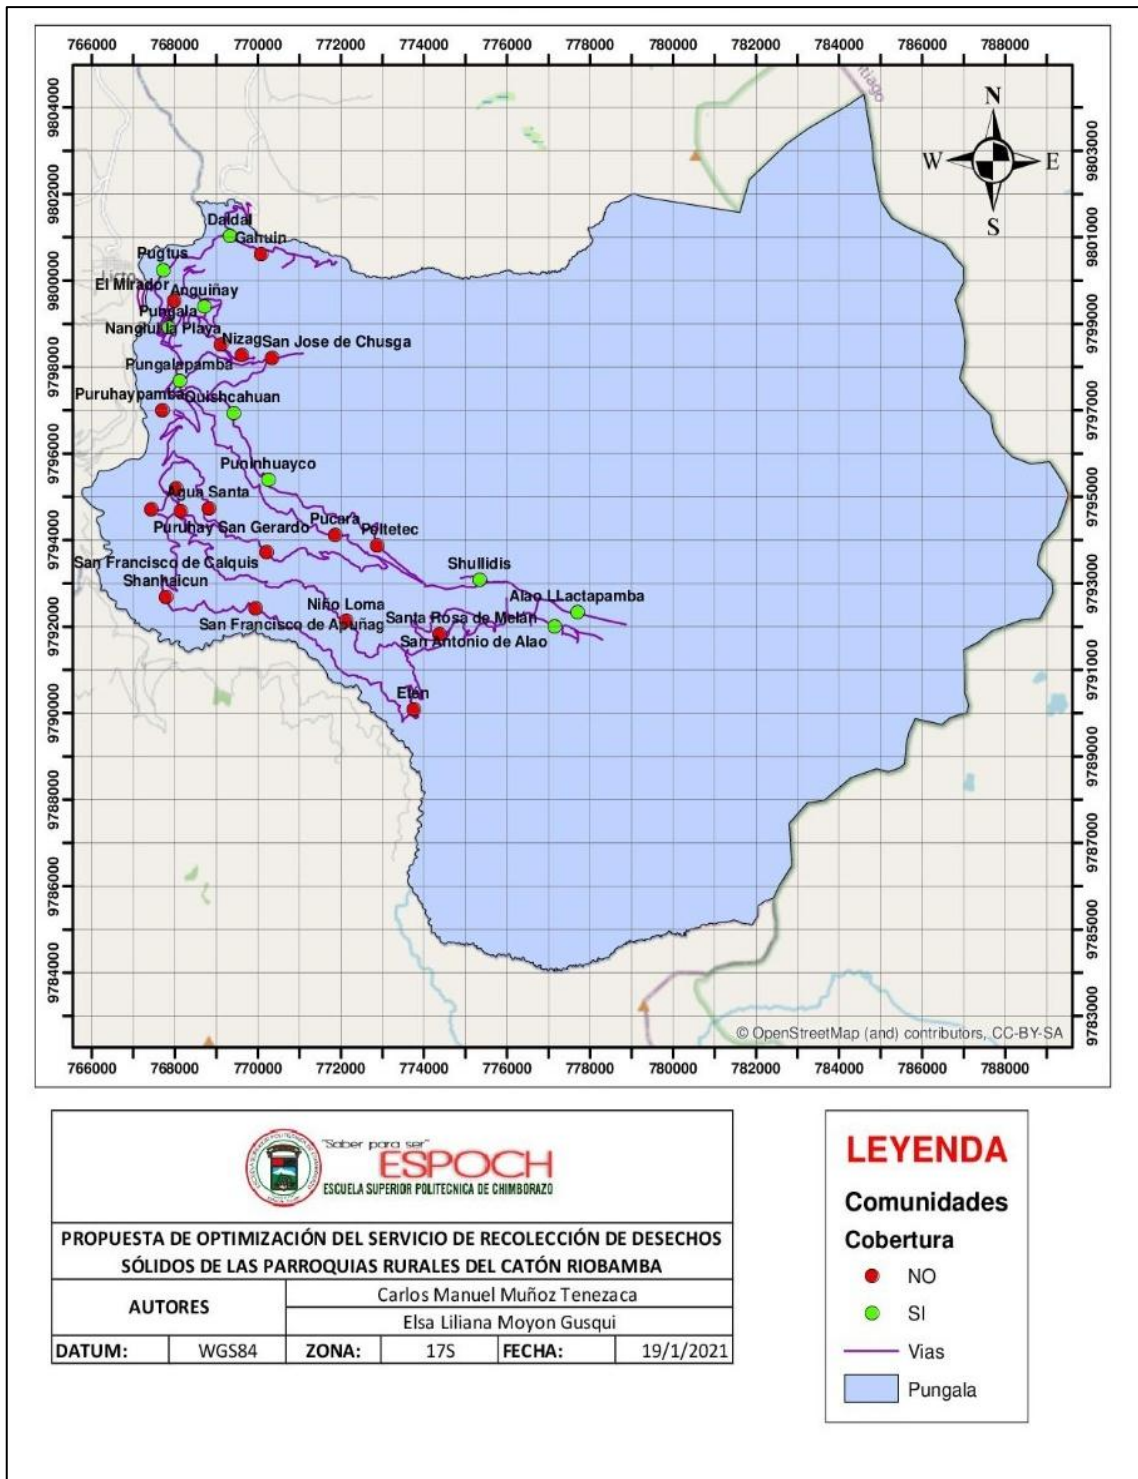 766000 768000 770000 772000 774000 776000 778000 780000 782000 784000 786000 788000
9804000
9802000
9800000
9798000
9796000
9794000
9792000
9790000
9788000
9786000
9784000
9803000
9801000
9799000
9797000
9795000
9793000
9791000
9789000
9787000
9785000
9783000
N
W E
S
Daldal
Gahuin
Pugtus
Licto
El Mirador
Anguiñay
Pungala
la Playa
Nizag
San Jose de Chusga
Pungalapamba
Puruhaypamba
Quishcahuan
Puninhuayco
Agua Santa
Pucara
Puruhay San Gerardo
Peltetec
San Francisco de Calquis
Shullidis
Shanhaicun
Alao LLactapamba
Niño Loma
Santa Rosa de Melán
San Francisco de Apuñag
San Antonio de Alao
Etén
© OpenStreetMap (and) contributors, CC-BY-SA
766000 768000 770000 772000 774000 776000 778000 780000 782000 784000 786000 788000
"Saber para ser"
ESPOCH
ESCUELA SUPERIOR POLITECNICA DE CHIMBORAZO
PROPUESTA DE OPTIMIZACIÓN DEL SERVICIO DE RECOLECCIÓN DE DESECHOS
SÓLIDOS DE LAS PARROQUIAS RURALES DEL CATÓN RIOBAMBA
AUTORES
Carlos Manuel Muñoz Tenezaca
Elsa Liliana Moyon Gusqui
DATUM: WGS84 ZONA: 17S FECHA: 19/1/2021
LEYENDA
Comunidades
Cobertura
NO
SI
Vias
Pungala